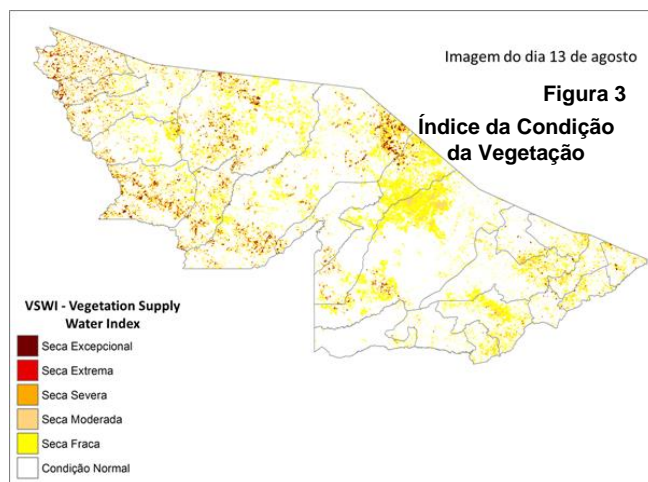 Imagem do dia 13 de agosto
Figura 3
Índice da Condição
da Vegetação
VSWI - Vegetation Supply
Water Index
Seca Excepcional
Seca Extrema
Seca Severa
Seca Moderada
Seca Fraca
Condição Normal